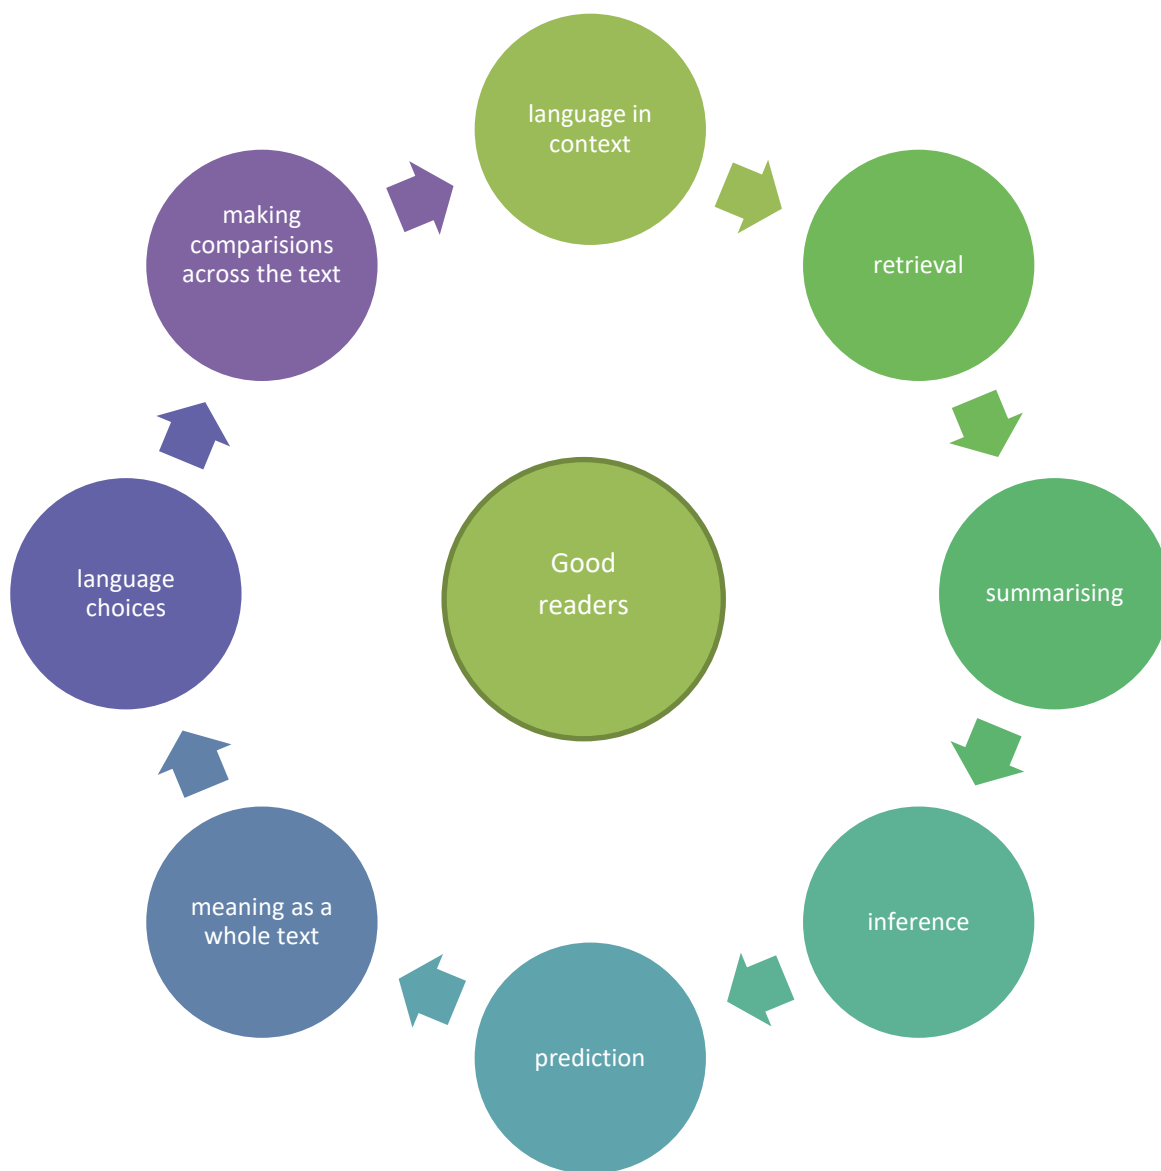 language in
context
retrieval
summarising
inference
prediction
meaning as a
whole text
language
choices
making
comparisions
across the text
Good
readers